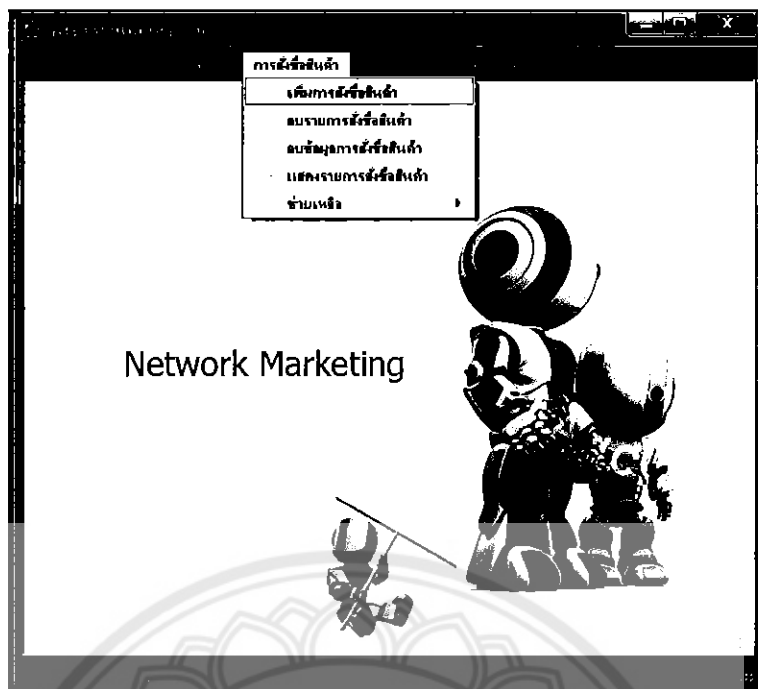 การสั่งซื้อสินค้า
เพิ่มการสั่งซื้อสินค้า
ลบรายการสั่งซื้อสินค้า
ลบข้อมูลการสั่งซื้อสินค้า
แสดงรายการสั่งซื้อสินค้า
ช่วยเหลือ
Network Marketing